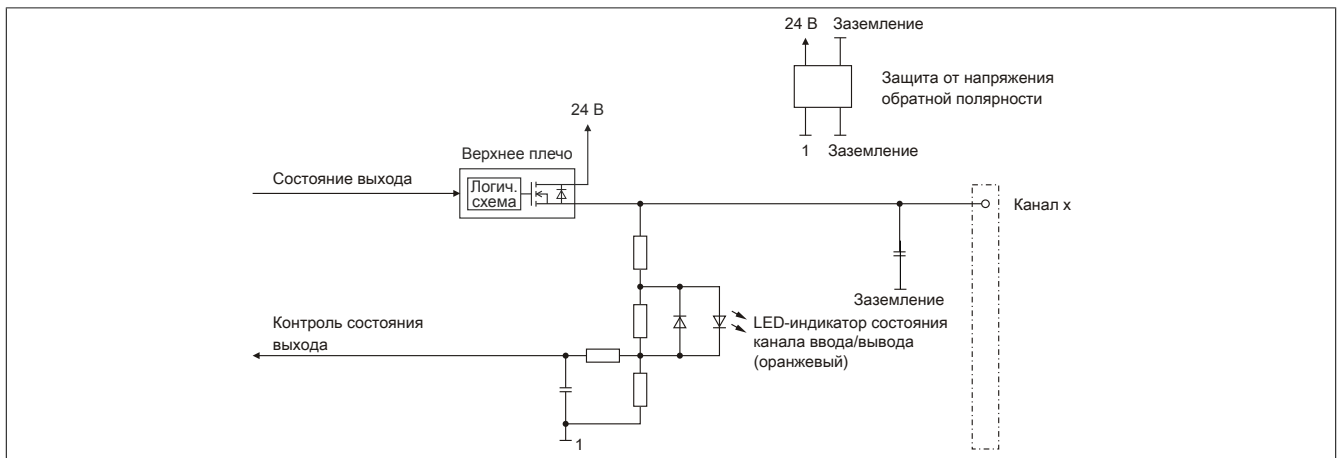 24 В Заземление
Защита от напряжения
обратной полярности
1 Заземление
24 В
Верхнее плечо
Состояние выхода
Логич.
схема
Канал x
Заземление
Контроль состояния
выхода
LED-индикатор состояния
канала ввода/вывода
(оранжевый)
1